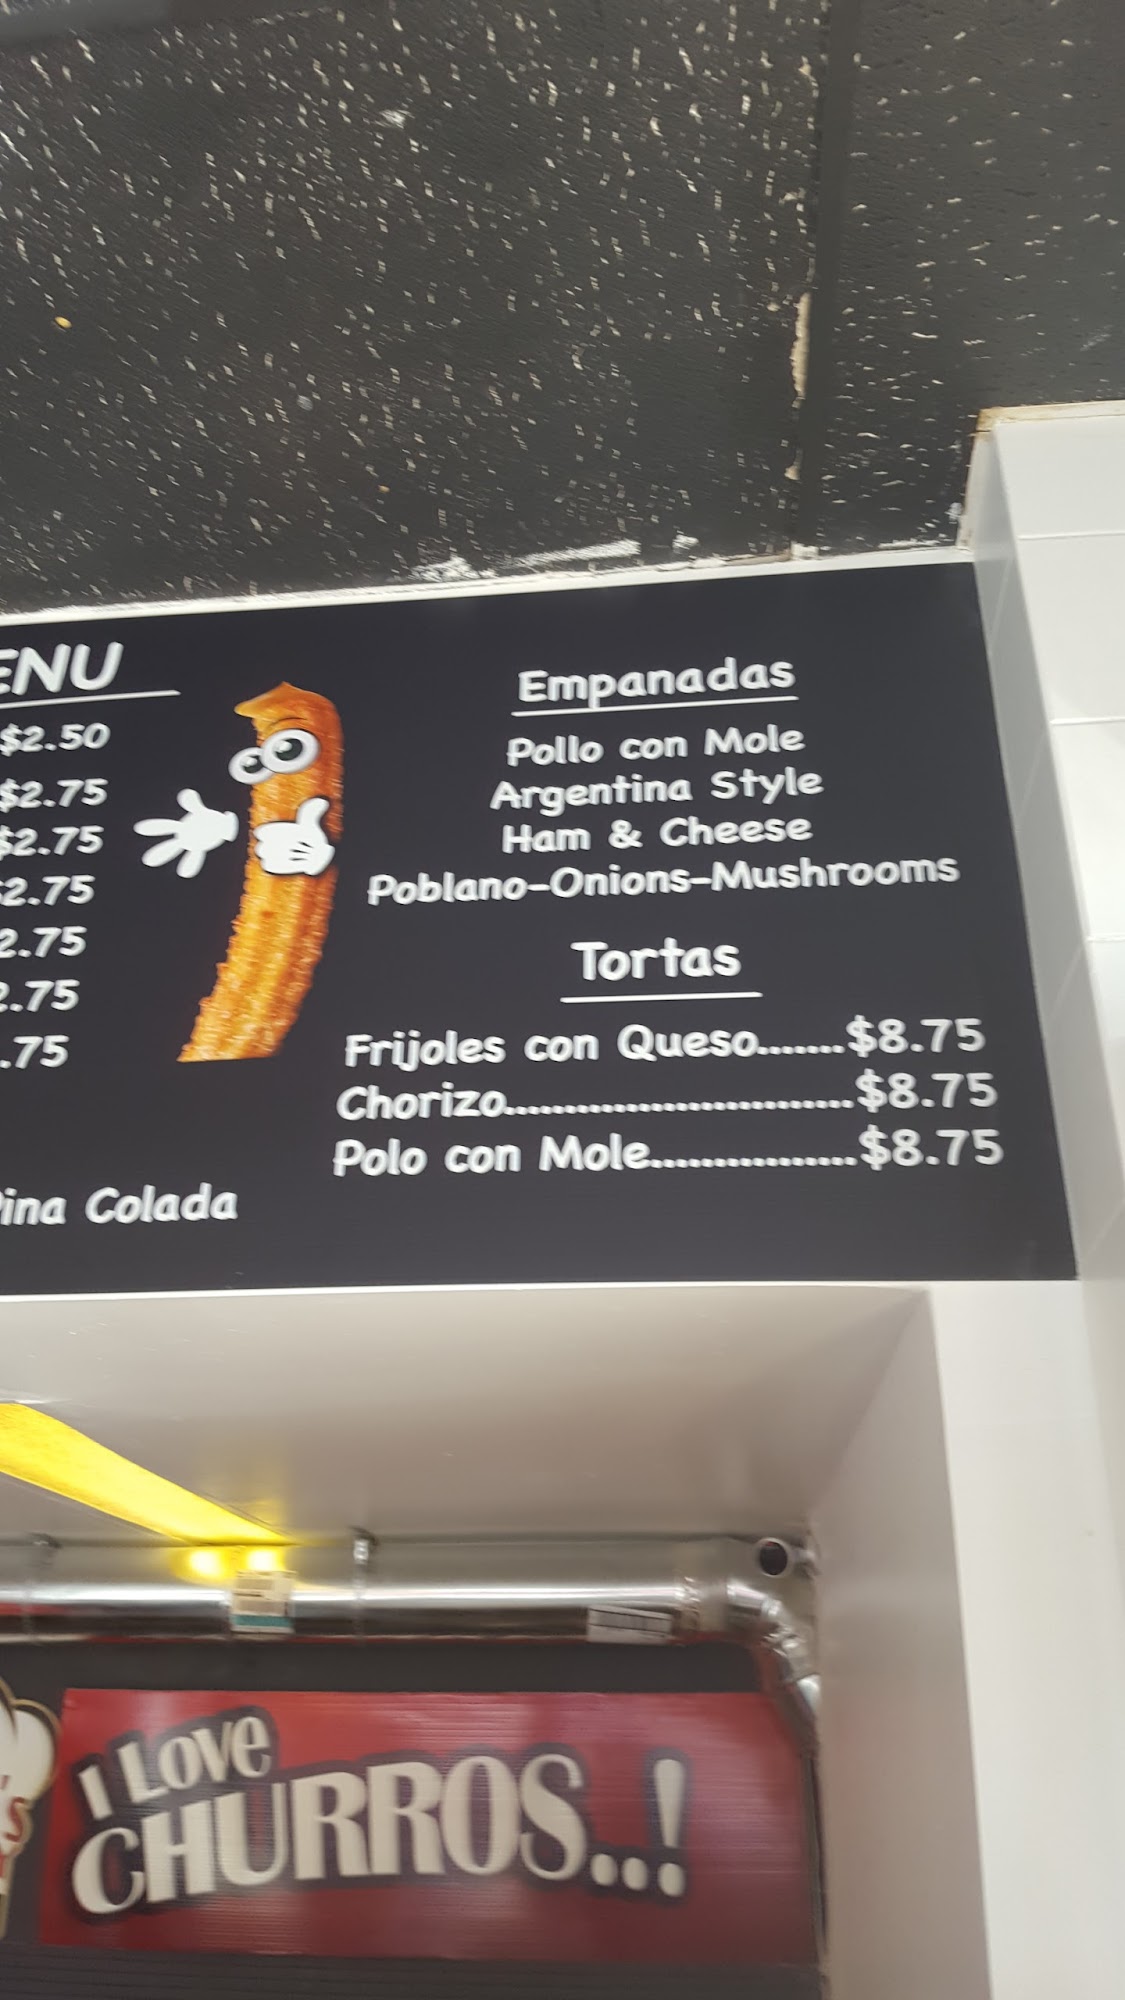 ENU
$2.50
$2.75
$2.75
$2.75
2.75
2.75
.75
Pina Colada
Empanadas
Pollo con Mole
Argentina Style
Ham & Cheese
Poblano-Onions-Mushrooms
Tortas
Frijoles con Queso.......$8.75
Chorizo.............................$8.75
Polo con Mole.................$8.75
I LOVE
CHURROS...!